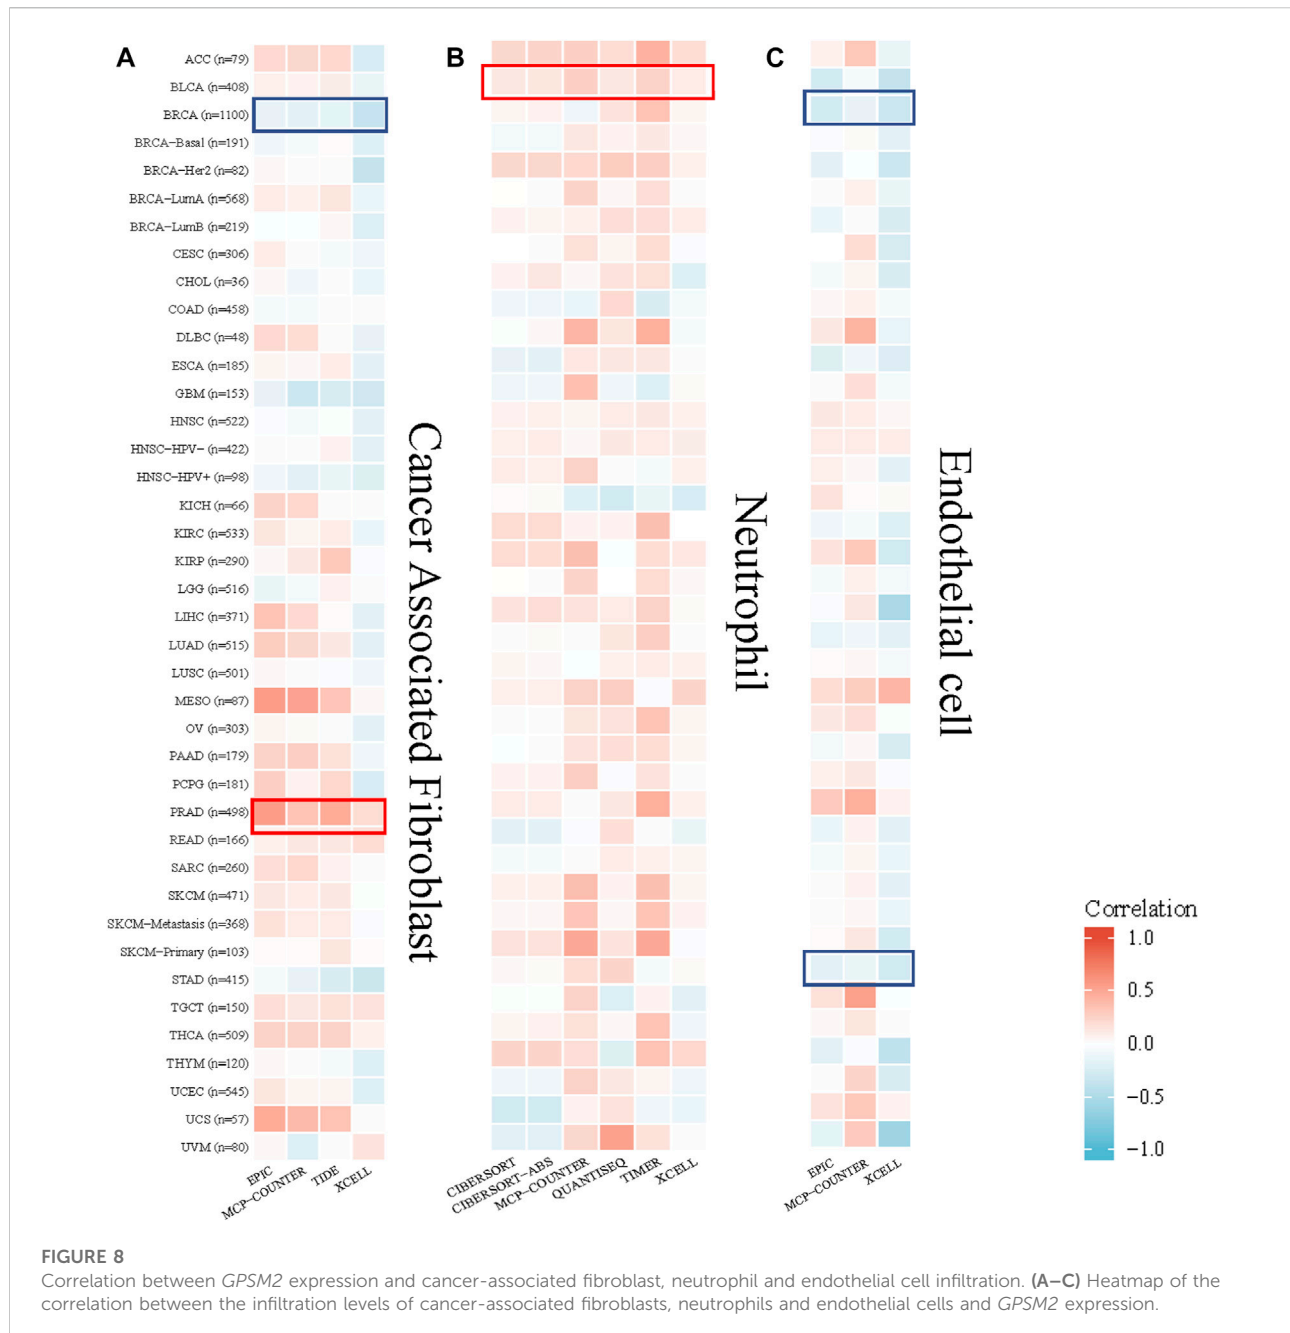 A
B
C
ACC (n=79)
BLCA (n=408)
BRCA (n=1100)
BRCA-Basal (n=191)
BRCA-Her2 (n=82)
BRCA-LumA (n=568)
BRCA-LumB (n=219)
CESC (n=306)
CHOL (n=36)
COAD (n=458)
DLBC (n=48)
ESCA (n=185)
GBM (n=153)
HNSC (n=522)
HNSC-HPV- (n=422)
HNSC-HPV+ (n=98)
KICH (n=66)
KIRC (n=533)
KIRP (n=290)
LGG (n=516)
LIHC (n=371)
LUAD (n=515)
LUSC (n=501)
MESO (n=87)
OV (n=303)
PAAD (n=179)
PCPG (n=181)
PRAD (n=498)
READ (n=166)
SARC (n=260)
SKCM (n=471)
SKCM-Metastasis (n=368)
SKCM-Primary (n=103)
STAD (n=415)
TGCT (n=150)
THCA (n=509)
THYM (n=120)
UCEC (n=545)
UCS (n=57)
UVM (n=80)
EPIC
MCP-COUNTER
TIDE
XCELL
Cancer Associated Fibroblast
CIBERSORT
CIBERSORT-ABS
MCP-COUNTER
QUANTISEQ
TIMER
XCELL
Neutrophil
EPIC
MCP-COUNTER
XCELL
Endothelial cell
Correlation
1.0
0.5
0.0
-0.5
-1.0
FIGURE 8
Correlation between GPSM2 expression and cancer-associated fibroblast, neutrophil and endothelial cell infiltration. (A–C) Heatmap of the
correlation between the infiltration levels of cancer-associated fibroblasts, neutrophils and endothelial cells and GPSM2 expression.